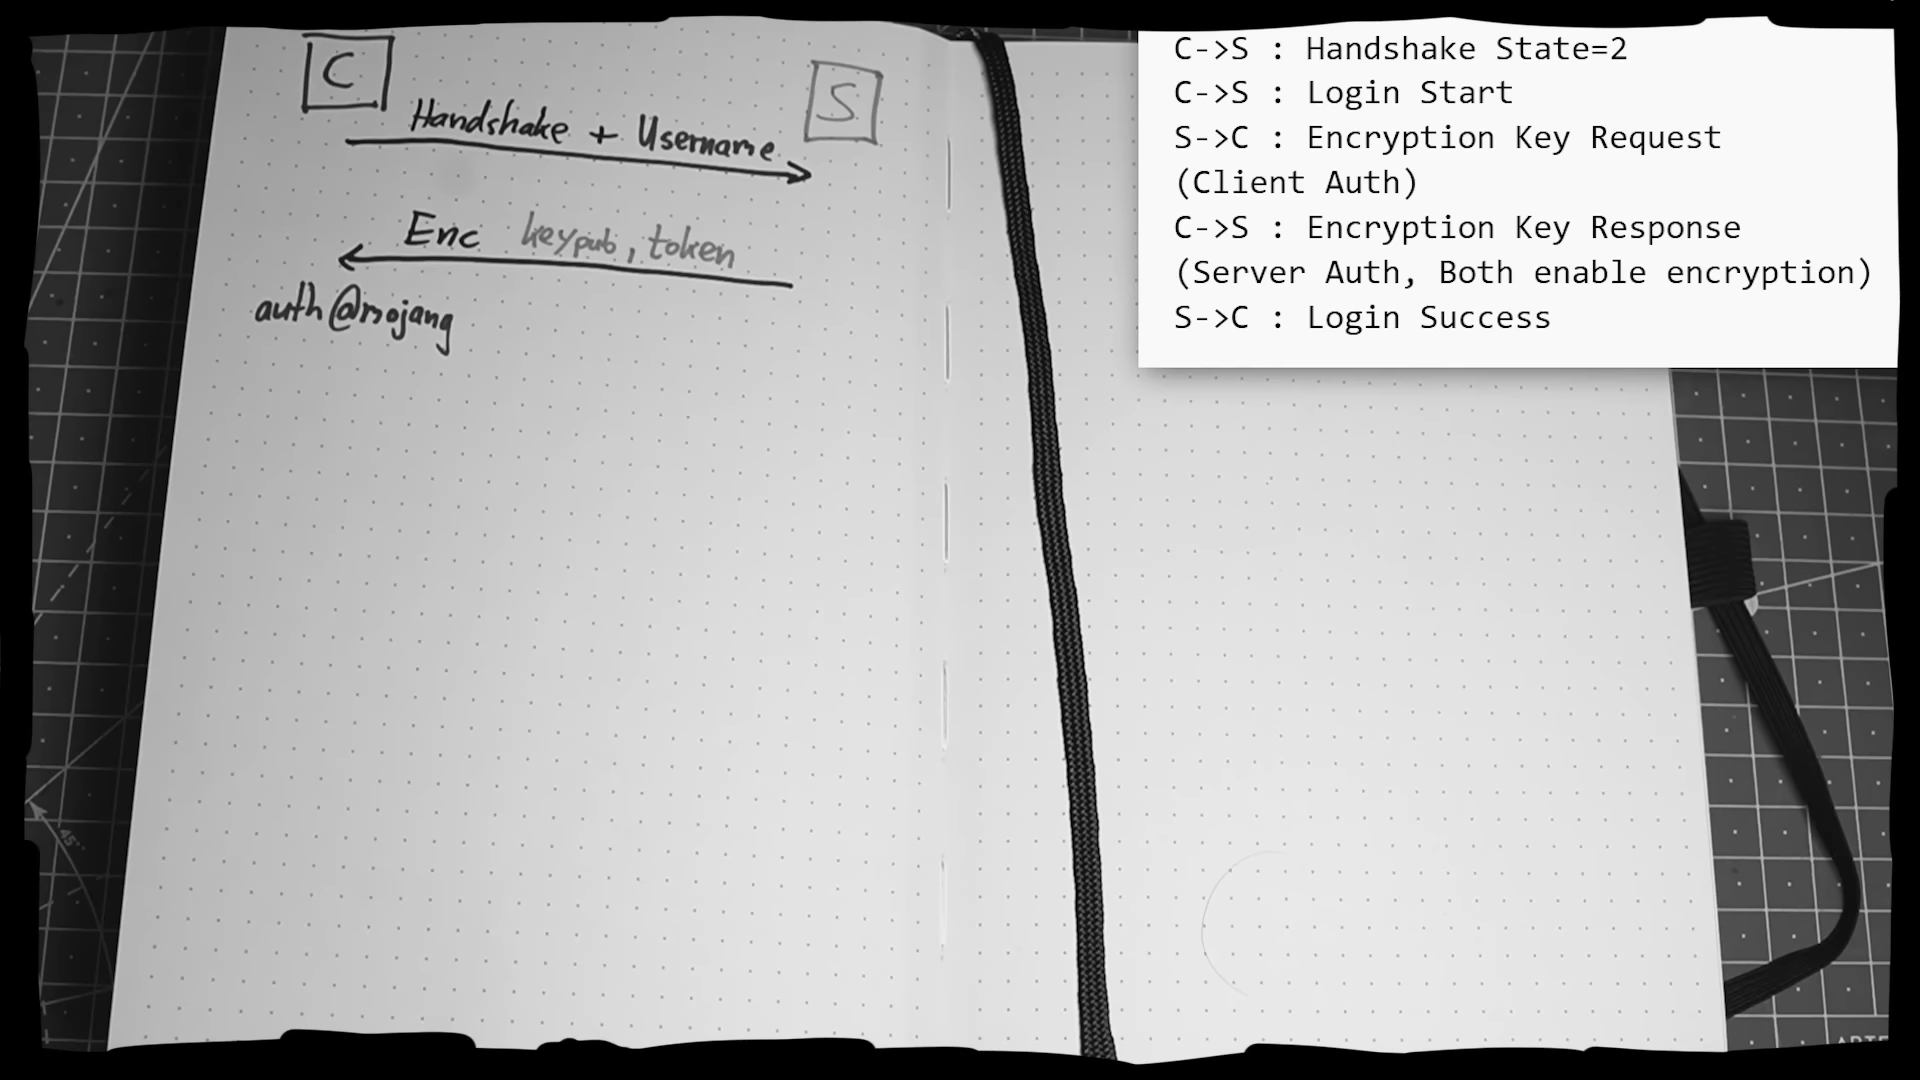 C
S
Handshake + Username
Enc keypub, token
auth@mojang
C->S : Handshake State=2
C->S : Login Start
S->C : Encryption Key Request
(Client Auth)
C->S : Encryption Key Response
(Server Auth, Both enable encryption)
S->C : Login Success
45°